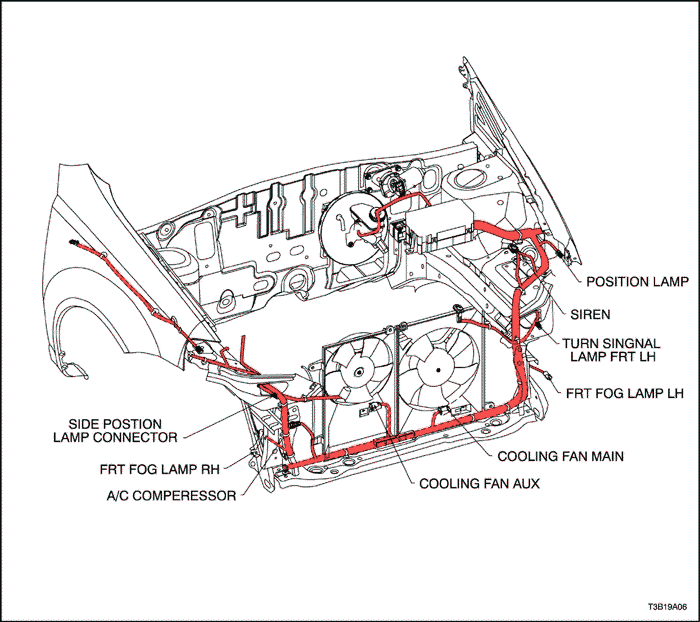 POSITION LAMP
SIREN
TURN SINGNAL
LAMP FRT LH
FRT FOG LAMP LH
SIDE POSTION
LAMP CONNECTOR
COOLING FAN MAIN
FRT FOG LAMP RH
COOLING FAN AUX
A/C COMPERESSOR
T3B19A06